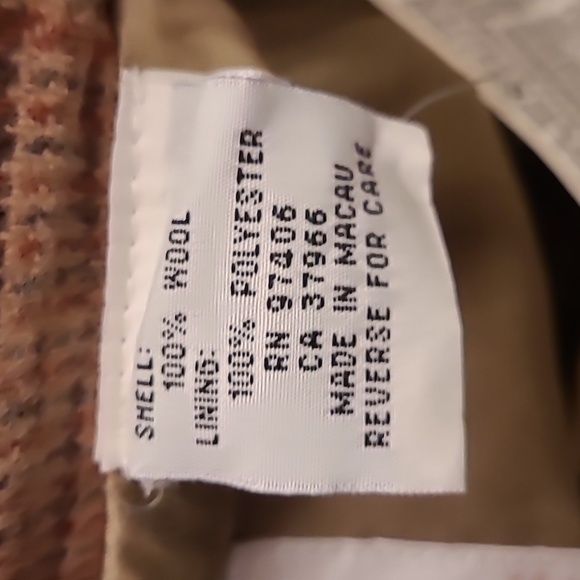 SHELL:
100% WOOL
LINING:
100% POLYESTER
RN 97406
CA 37966
MADE IN MACAU
REVERSE FOR CARE